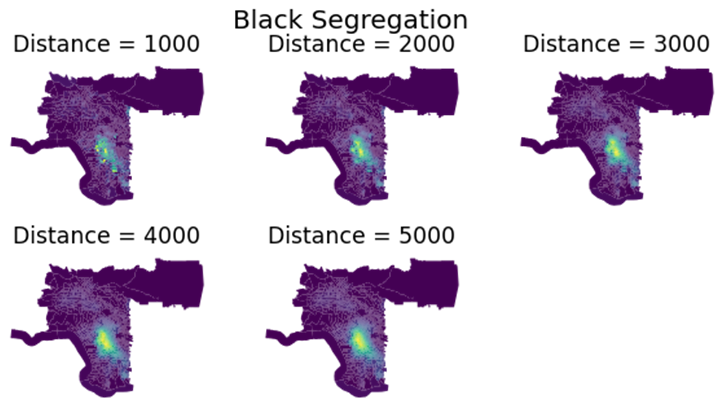 Black Segregation
Distance = 1000
Distance = 2000
Distance = 3000
Distance = 4000
Distance = 5000